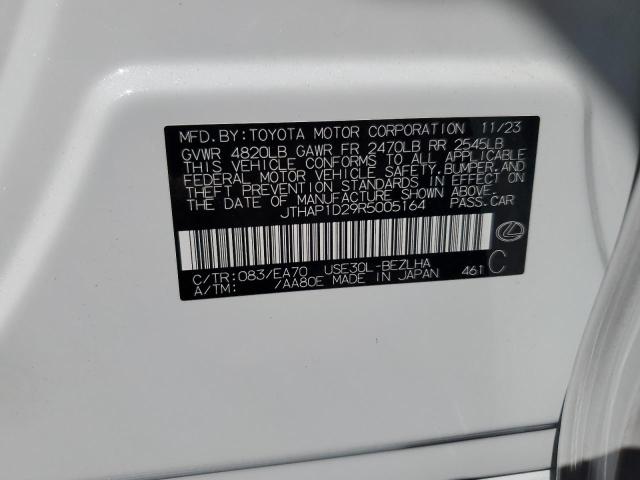 MFD. BY: TOYOTA MOTOR CORPORATION 11/23
GVWR 4820LB GAWR FR 2470LB RR 2545LB
THIS VEHICLE CONFORMS TO ALL APPLICABLE
FEDERAL MOTOR VEHICLE SAFETY, BUMPER, AND
THEFT PREVENTION STANDARDS IN EFFECT ON
THE DATE OF MANUFACTURE SHOWN ABOVE.
JTHAP1D29R5005164 PASS.CAR
C/TR: 083/EA70 USE30L-BEZLHA
A/TM: /AA80E MADE IN JAPAN 461 C